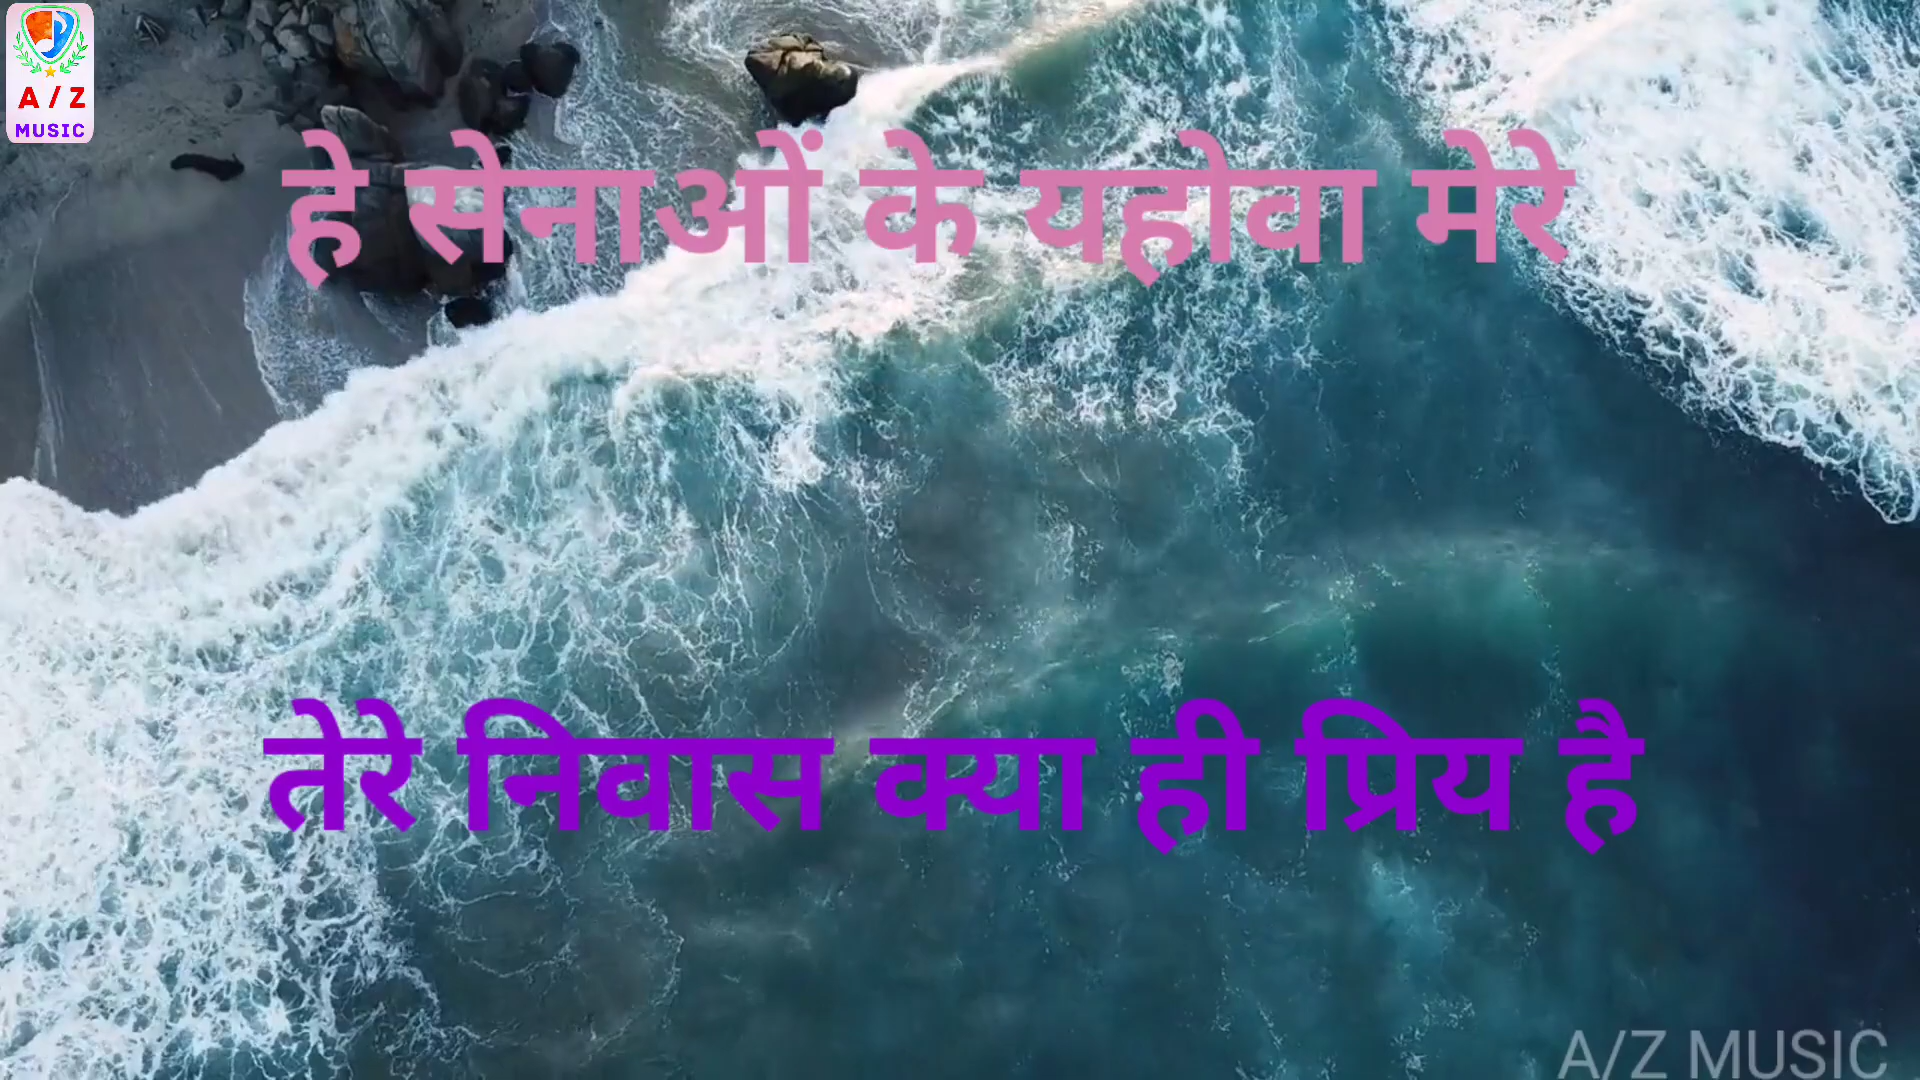 A/Z
MUSIC
हे सेनाओं के यहोवा मेरे
तेरे निवास क्या ही प्रिय है
A/Z MUSIC